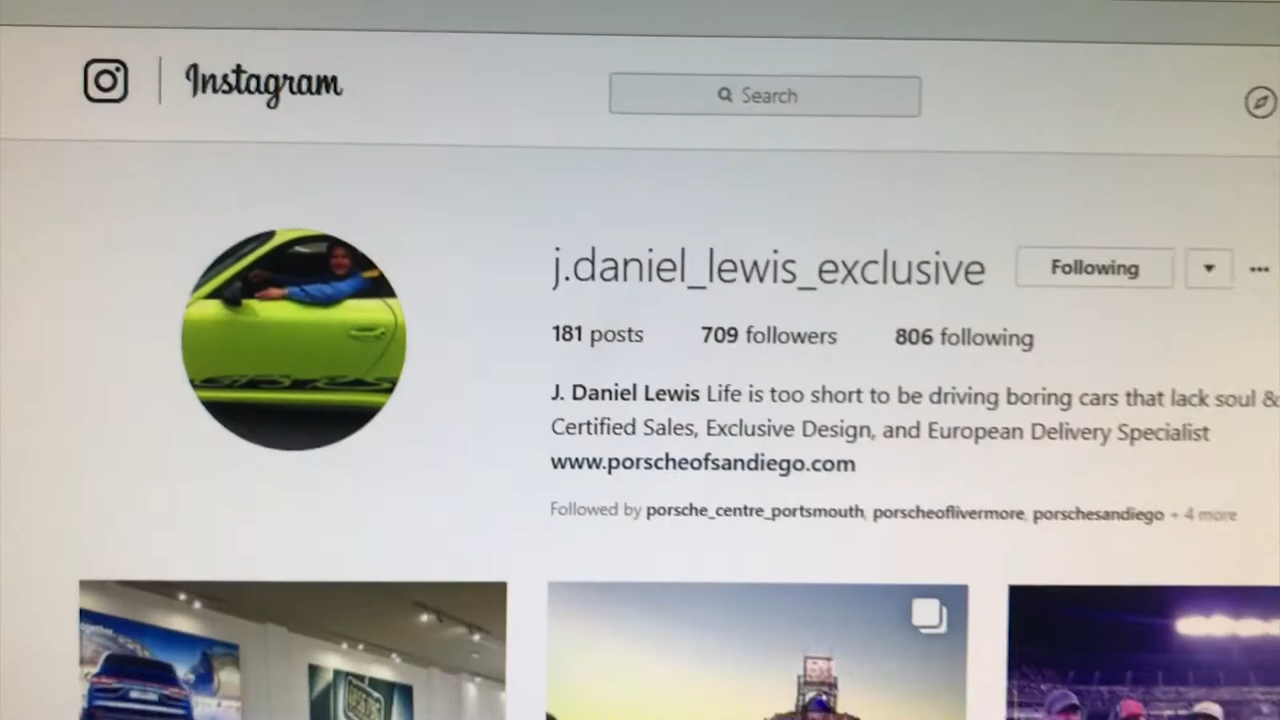 Instagram
Search
j.daniel_lewis_exclusive Following
181 posts 709 followers 806 following
J. Daniel Lewis Life is too short to be driving boring cars that lack soul &
Certified Sales, Exclusive Design, and European Delivery Specialist
www.porscheofsandiego.com
Followed by porsche_centre_portsmouth, porscheoflivermore, porschesandiego + 4 more